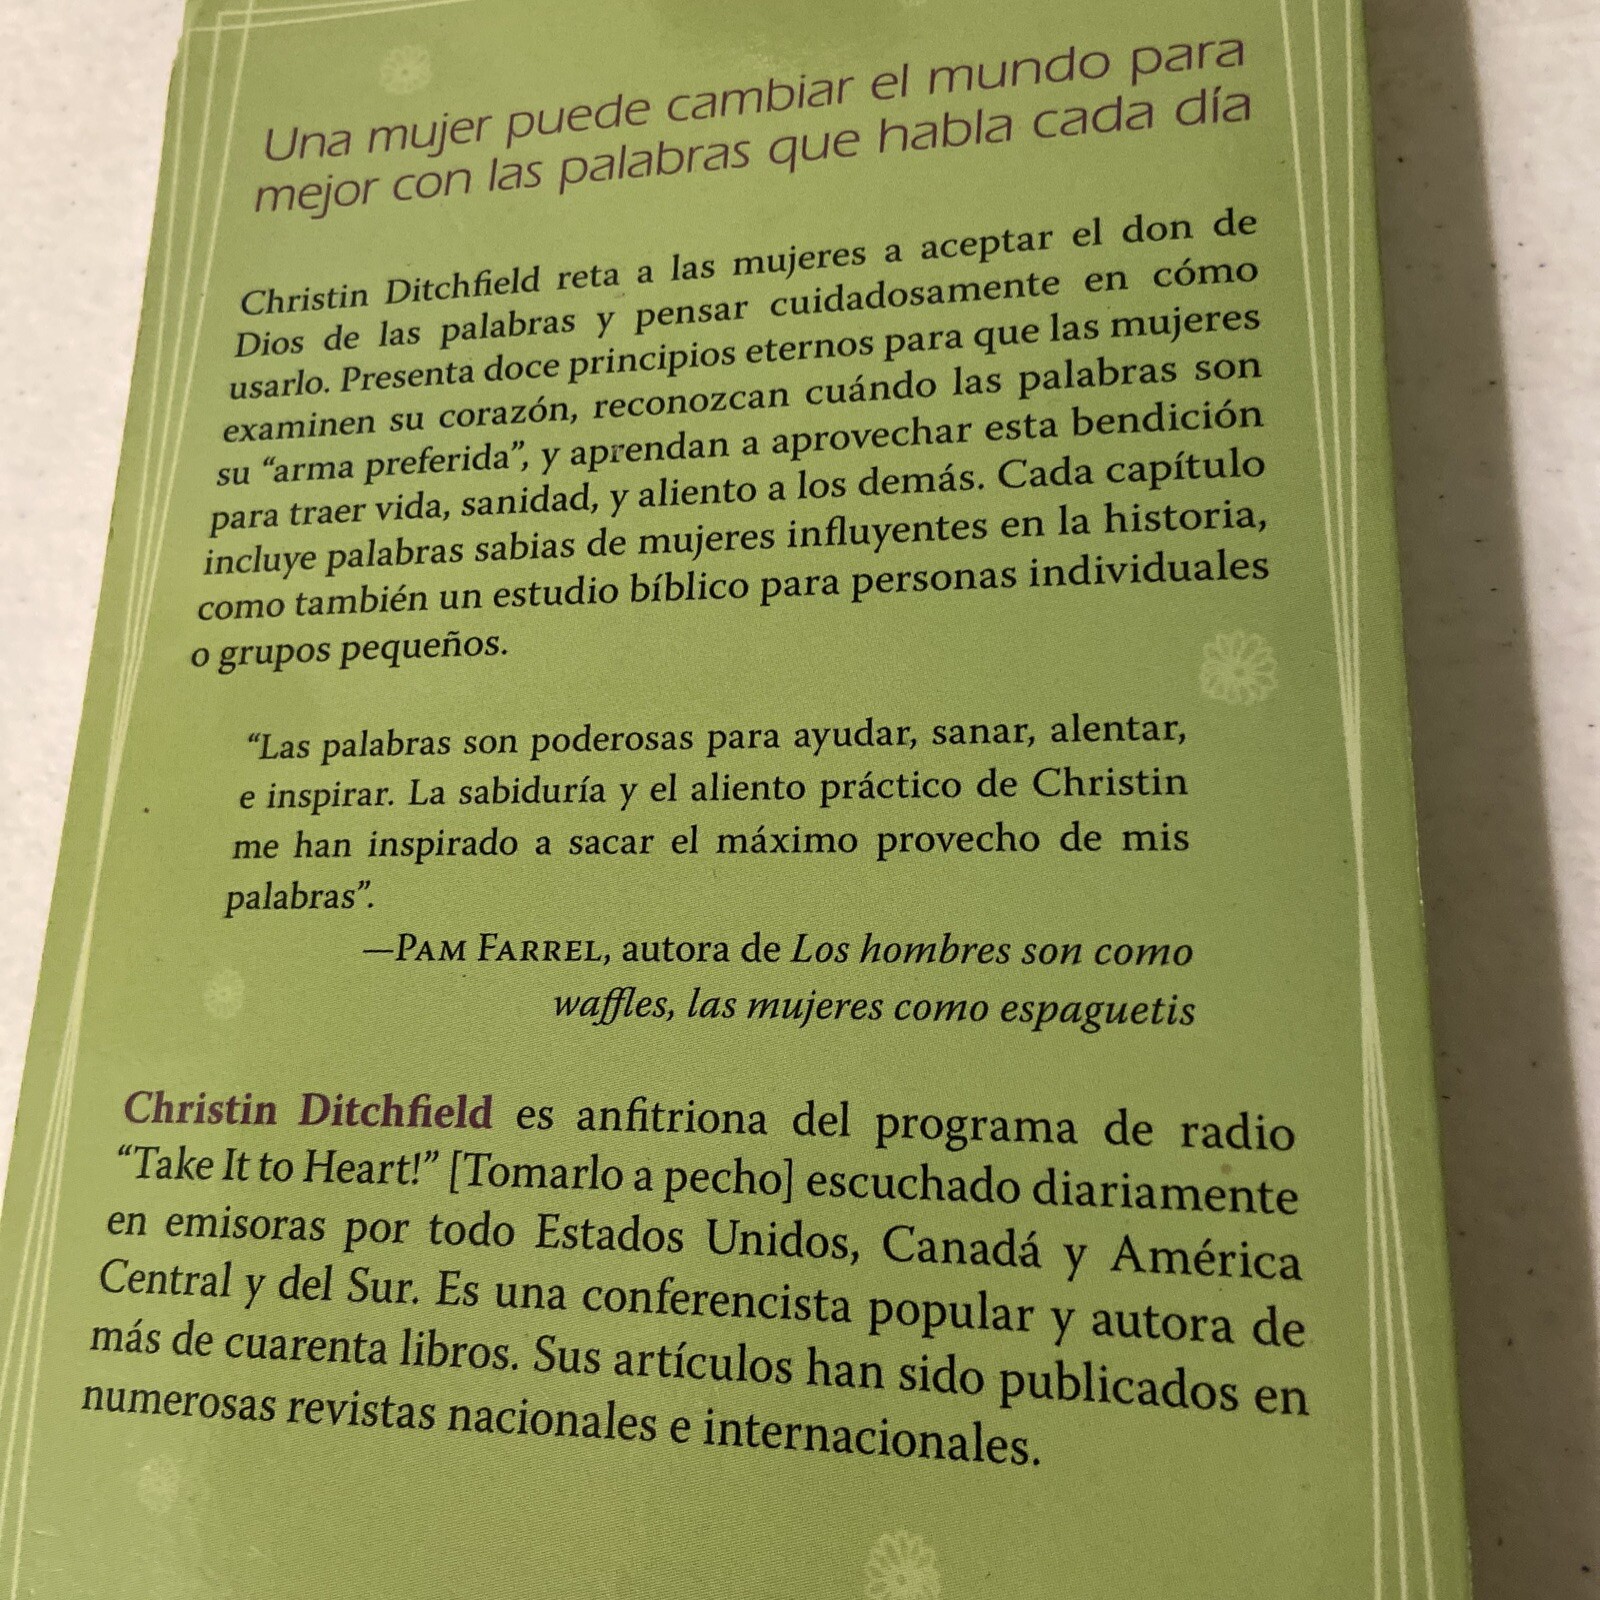 Una mujer puede cambiar el mundo para
mejor con las palabras que habla cada día
Christin Ditchfield reta a las mujeres a aceptar el don de
Dios de las palabras y pensar cuidadosamente en cómo
usarlo. Presenta doce principios eternos para que las mujeres
examinen su corazón, reconozcan cuándo las palabras son
su “arma preferida”, y aprendan a aprovechar esta bendición
para traer vida, sanidad, y aliento a los demás. Cada capítulo
incluye palabras sabias de mujeres influyentes en la historia,
como también un estudio bíblico para personas individuales
o grupos pequeños.
“Las palabras son poderosas para ayudar, sanar, alentar,
e inspirar. La sabiduría y el aliento práctico de Christin
me han inspirado a sacar el máximo provecho de mis
palabras”.
—PAM FARREL, autora de Los hombres son como
waffles, las mujeres como espaguetis
Christin Ditchfield es anfitriona del programa de radio
“Take It to Heart!” [Tomarlo a pecho] escuchado diariamente
en emisoras por todo Estados Unidos, Canadá y América
Central y del Sur. Es una conferencista popular y autora de
más de cuarenta libros. Sus artículos han sido publicados en
numerosas revistas nacionales e internacionales.